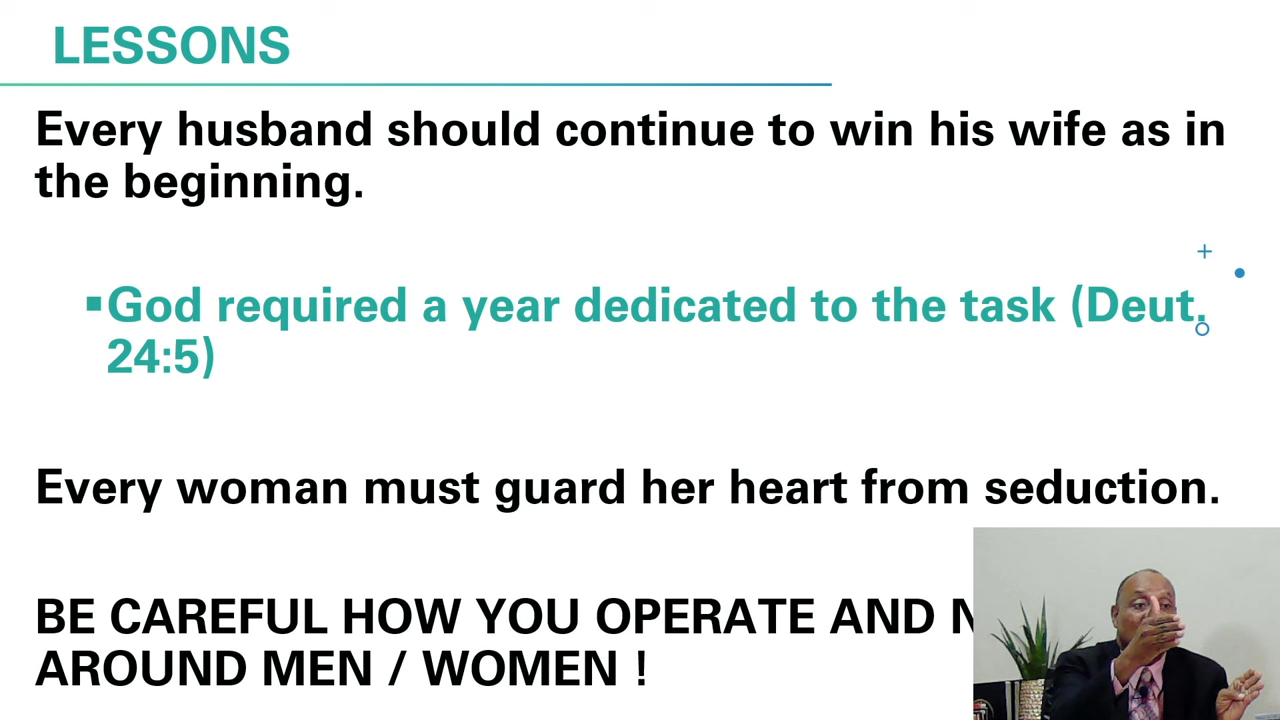 LESSONS
Every husband should continue to win his wife as in
the beginning.
▪God required a year dedicated to the task (Deut.
24:5)
Every woman must guard her heart from seduction.
BE CAREFUL HOW YOU OPERATE AND
AROUND MEN / WOMEN !